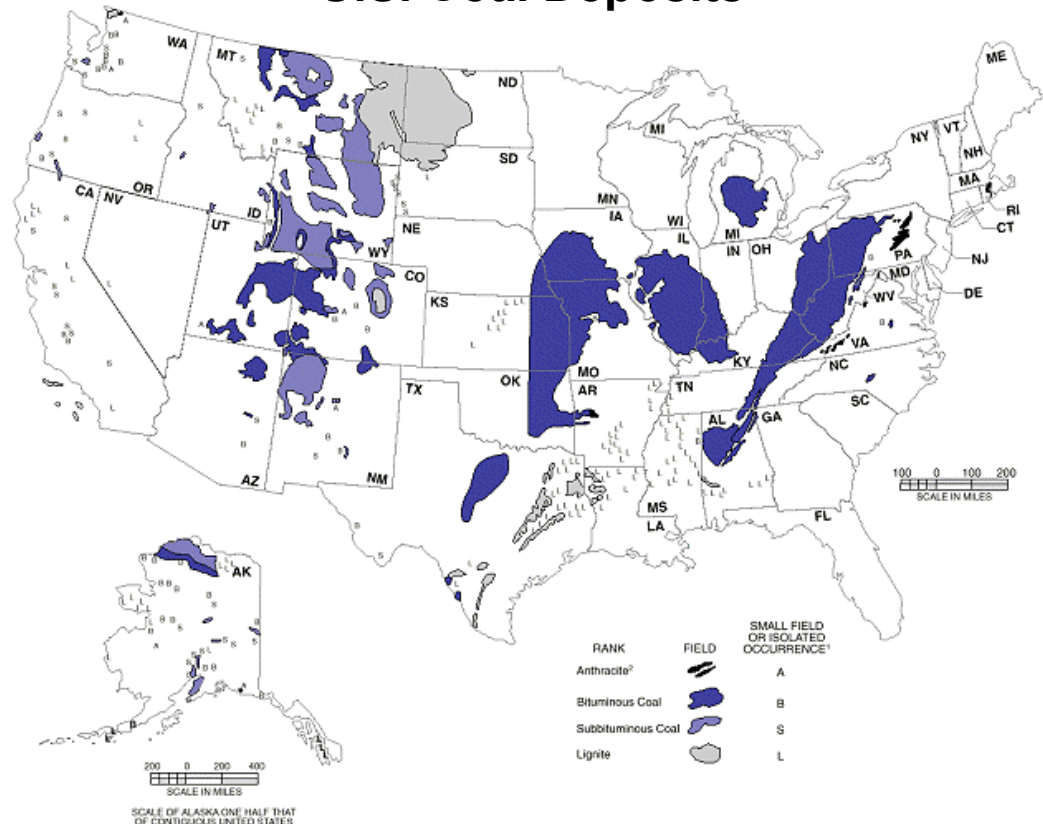 U.S. Coal Deposits
WA
MT
ND
ME
MI
NY
VT
NH
SD
MN
MA
OR
ID
WI
RI
CA
NV
UT
WY
NE
IA
IL
MI
IN
OH
PA
CT
NJ
CO
KS
MD
DE
WV
VA
MO
KY
OK
AR
TN
NC
TX
SC
AL
GA
AZ
NM
MS
LA
FL
100 0 100 200
SCALE IN MILES
AK
RANK
FIELD
SMALL FIELD
OR ISOLATED
OCCURRENCE¹
Anthracite²
A
Bituminous Coal
B
Subbituminous Coal
S
Lignite
L
200 0 200 400
SCALE IN MILES
SCALE OF ALASKA ONE HALF THAT
OF CONTIGUOUS UNITED STATES